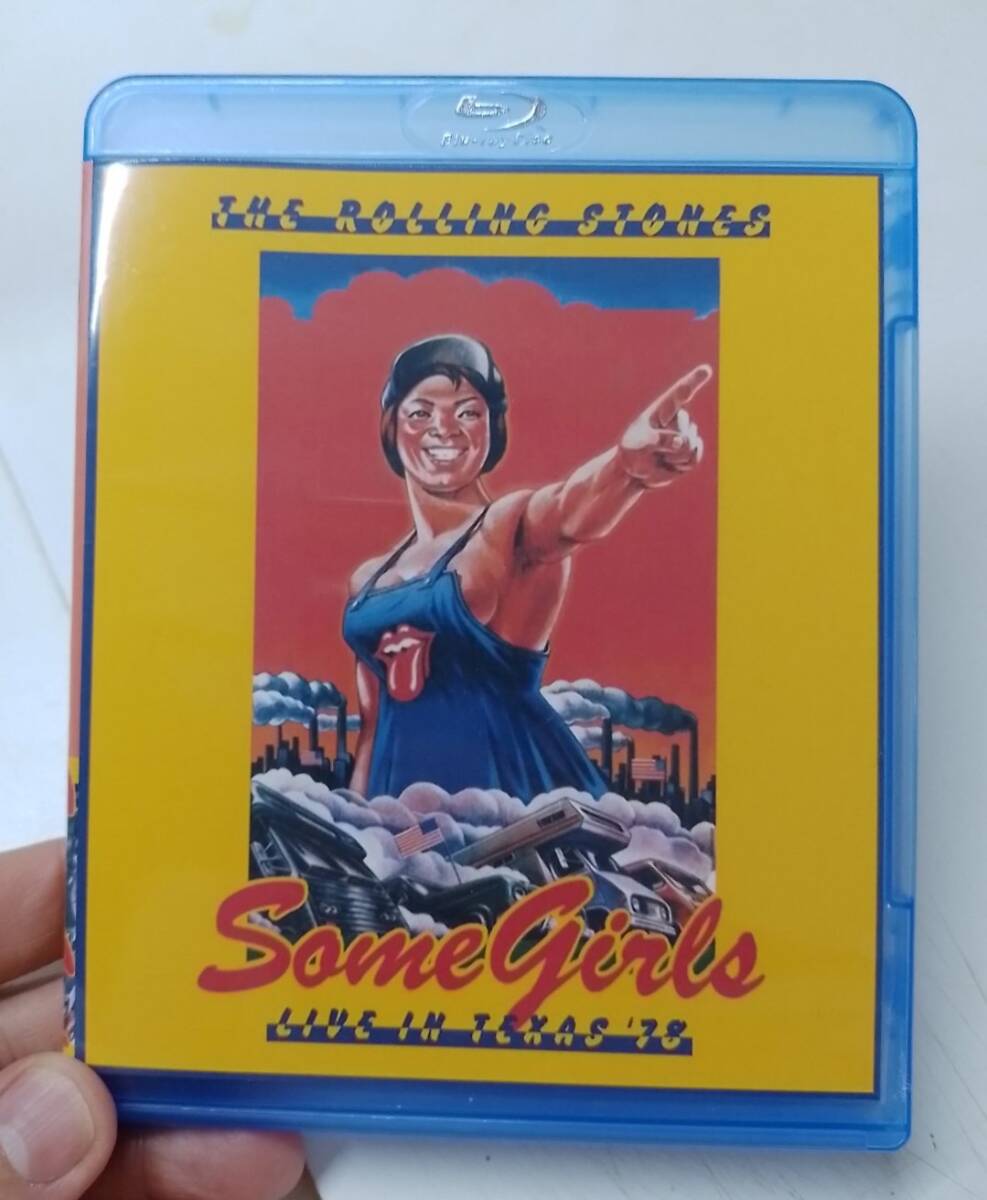 Blu-ray Disc
THE ROLLING STONES
Some Girls
LIVE IN TEXAS '78